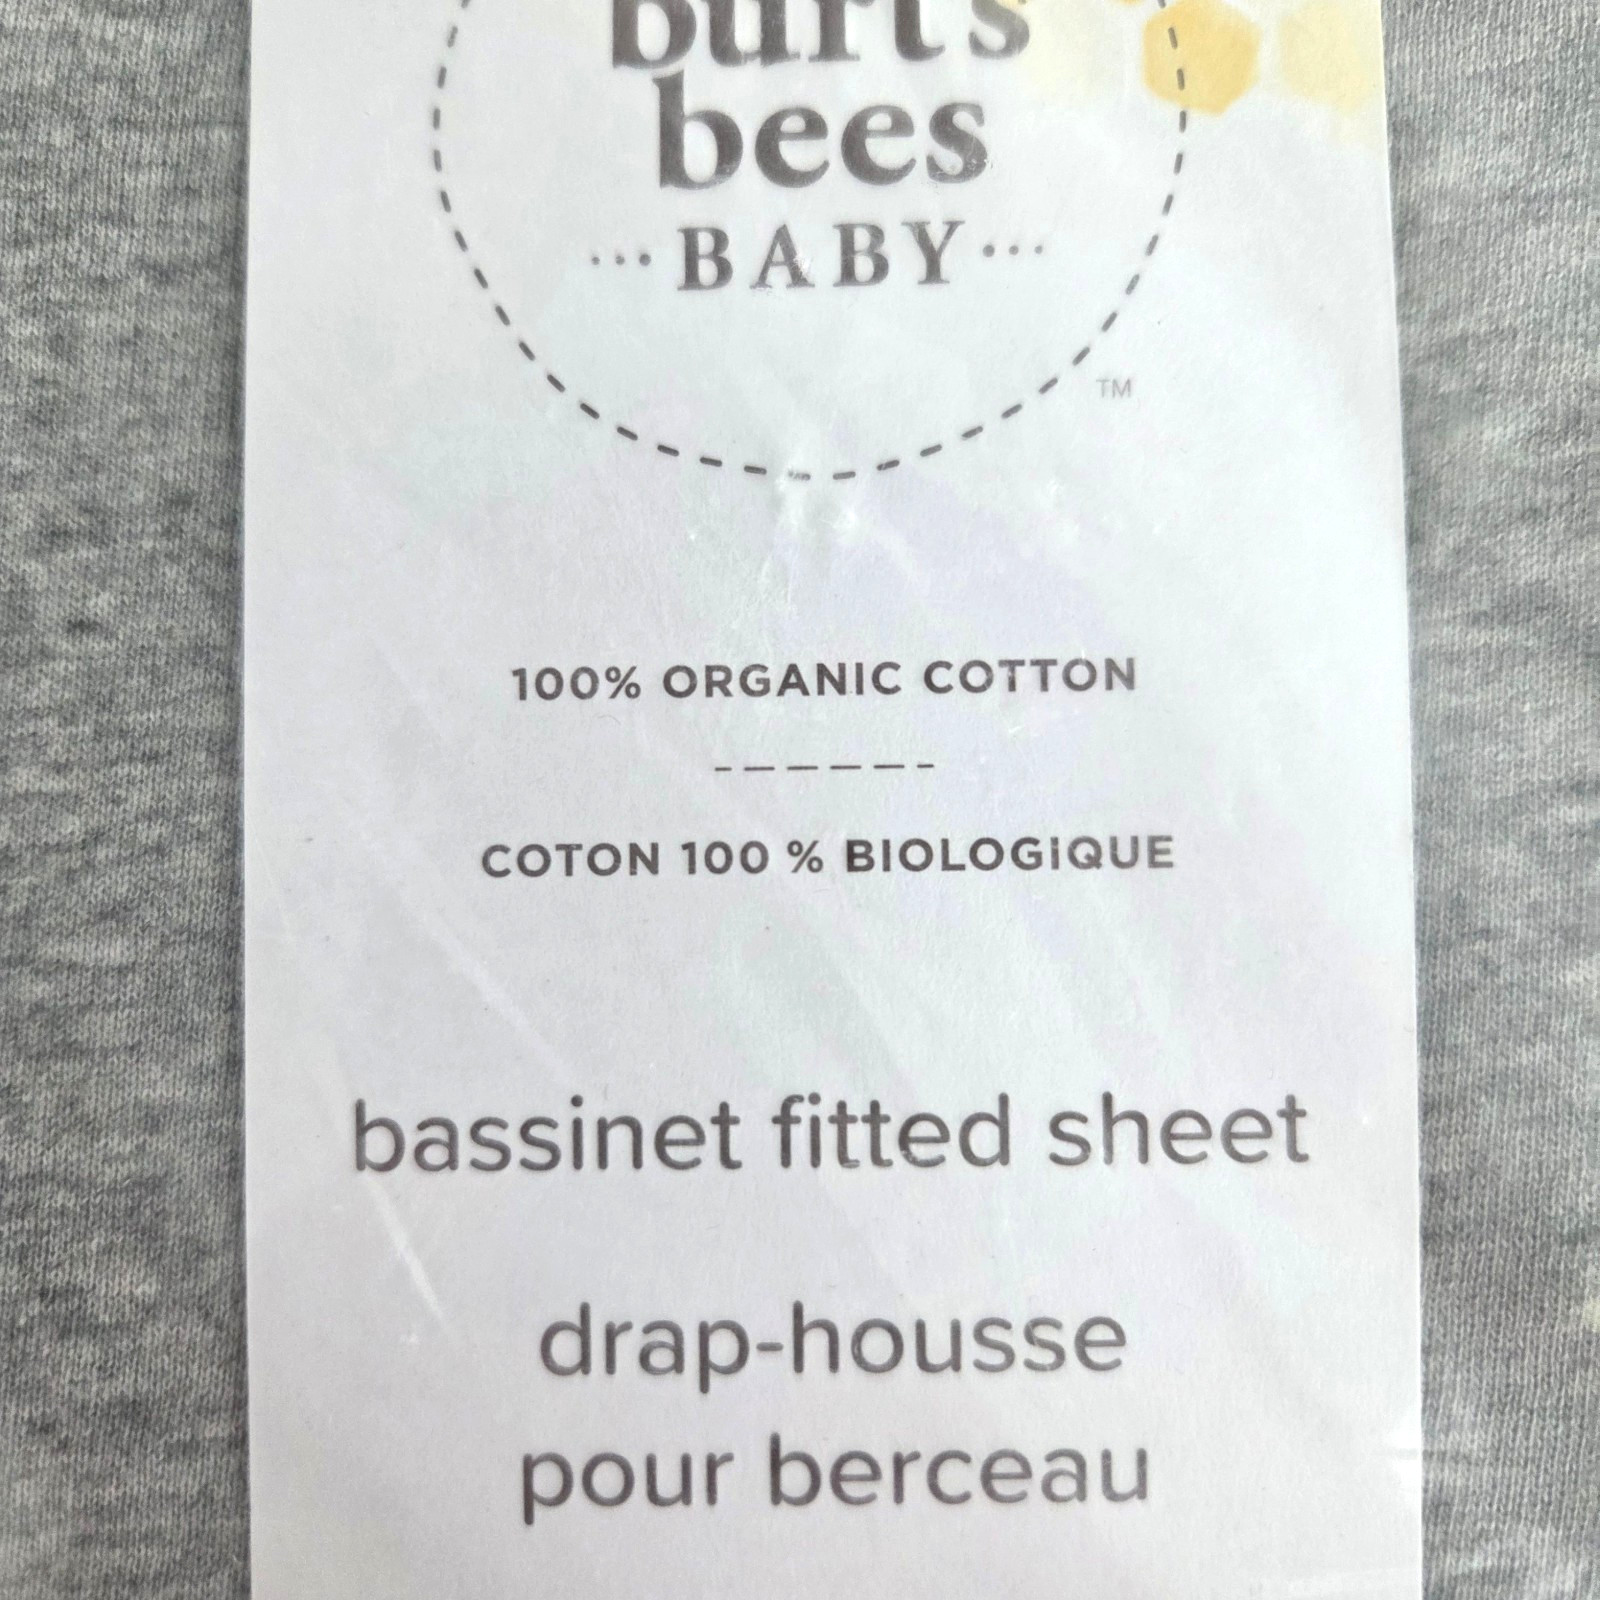 burt's
bees
···BABY···
TM
100% ORGANIC COTTON
COTON 100 % BIOLOGIQUE
bassinet fitted sheet
drap-housse
pour berceau